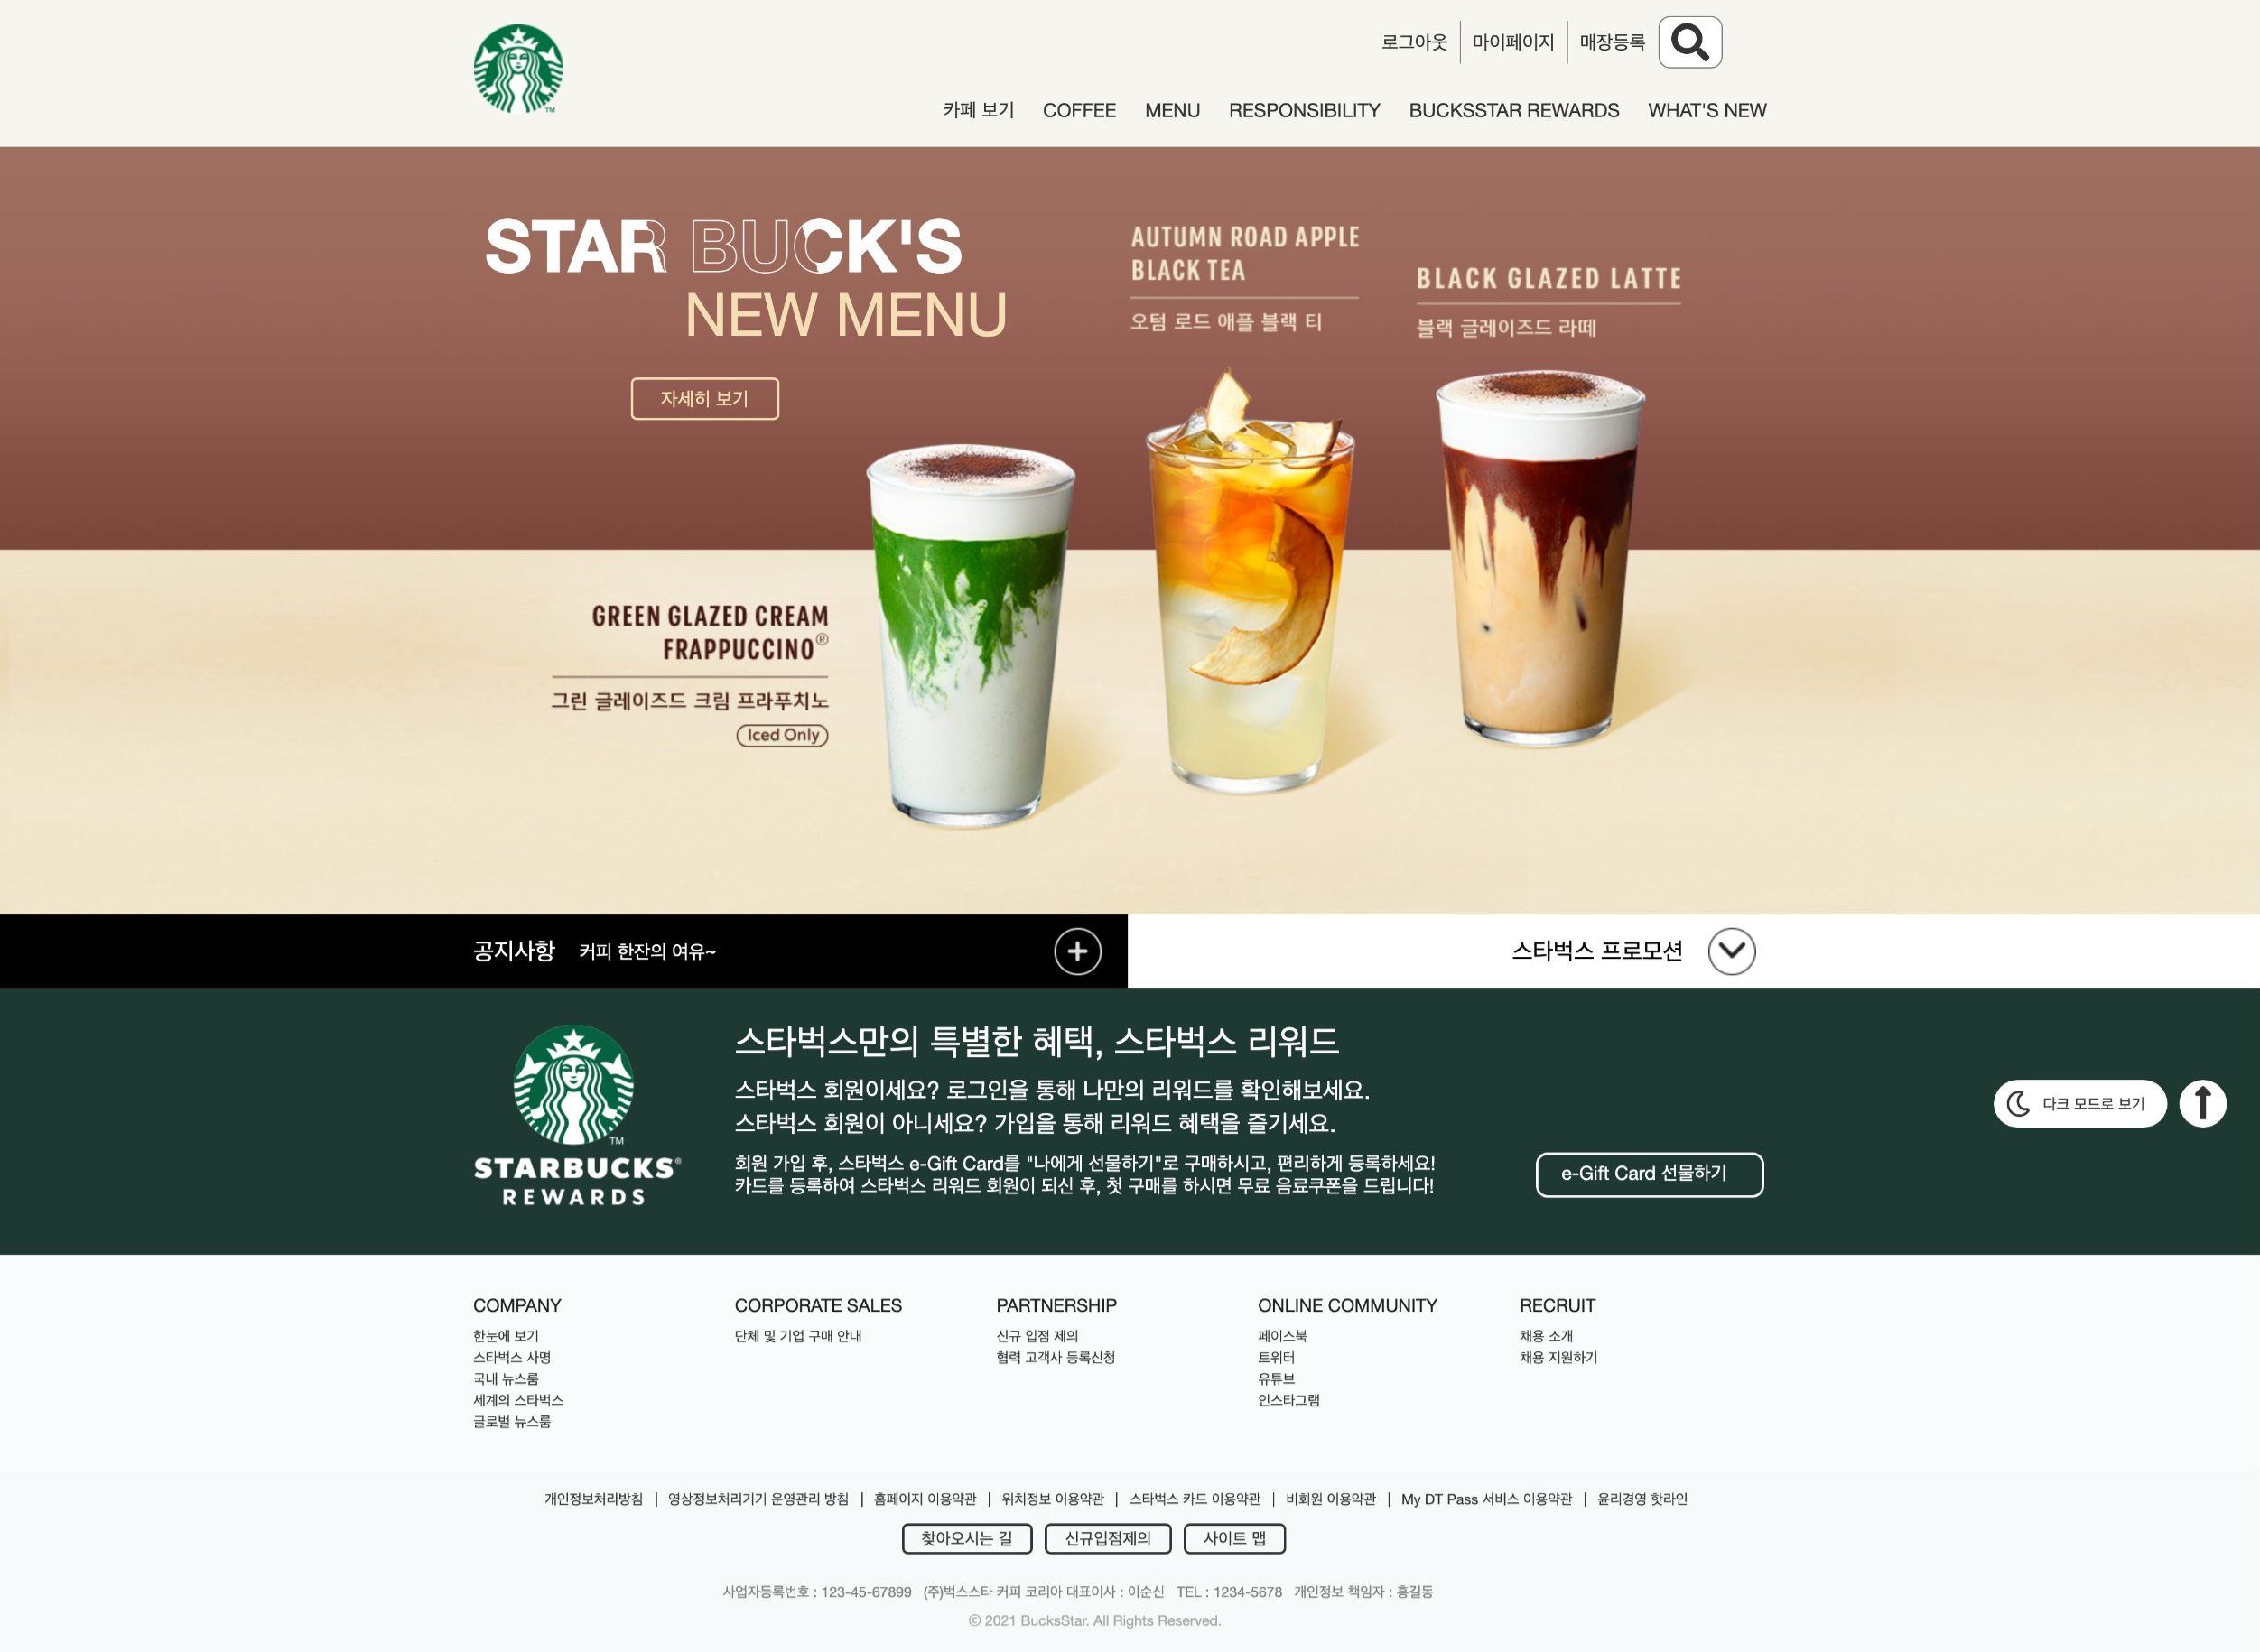 로그아웃 마이페이지 매장등록
카페 보기 COFFEE MENU RESPONSIBILITY BUCKSSTAR REWARDS WHAT'S NEW
STAR BUCK'S
NEW MENU
자세히 보기
AUTUMN ROAD APPLE
BLACK TEA
오텀 로드 애플 블랙 티
BLACK GLAZED LATTE
블랙 글레이즈드 라떼
GREEN GLAZED CREAM
FRAPPUCCINO®
그린 글레이즈드 크림 프라푸치노
Iced Only
공지사항 커피 한잔의 여유~
스타벅스 프로모션
TM
STARBUCKS®
REWARDS
스타벅스만의 특별한 혜택, 스타벅스 리워드
스타벅스 회원이세요? 로그인을 통해 나만의 리워드를 확인해보세요.
스타벅스 회원이 아니세요? 가입을 통해 리워드 혜택을 즐기세요.
회원 가입 후, 스타벅스 e-Gift Card를 "나에게 선물하기"로 구매하시고, 편리하게 등록하세요!
카드를 등록하여 스타벅스 리워드 회원이 되신 후, 첫 구매를 하시면 무료 음료쿠폰을 드립니다!
e-Gift Card 선물하기
다크 모드로 보기
COMPANY
한눈에 보기
스타벅스 사명
국내 뉴스룸
세계의 스타벅스
글로벌 뉴스룸
CORPORATE SALES
단체 및 기업 구매 안내
PARTNERSHIP
신규 입점 제의
협력 고객사 등록신청
ONLINE COMMUNITY
페이스북
트위터
유튜브
인스타그램
RECRUIT
채용 소개
채용 지원하기
개인정보처리방침 | 영상정보처리기기 운영관리 방침 | 홈페이지 이용약관 | 위치정보 이용약관 | 스타벅스 카드 이용약관 | 비회원 이용약관 | My DT Pass 서비스 이용약관 | 윤리경영 핫라인
찾아오시는 길 신규입점제의 사이트 맵
사업자등록번호 : 123-45-67899 (주)벅스스타 커피 코리아 대표이사 : 이순신 TEL : 1234-5678 개인정보 책임자 : 홍길동
© 2021 BucksStar. All Rights Reserved.